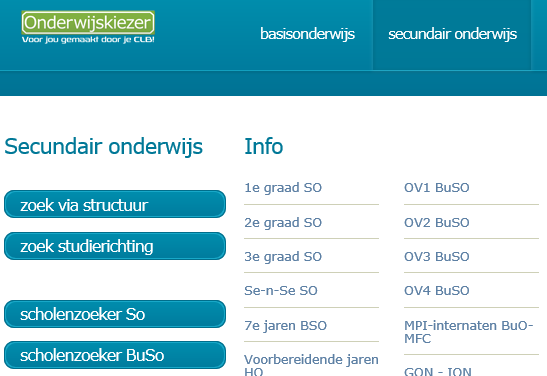 Onderwijskiezer
Voor jou gemaakt door je CLB!
basisonderwijs
secundair onderwijs
Secundair onderwijs
zoek via structuur
zoek studierichting
scholenzoeker So
scholenzoeker BuSo
Info
1e graad SO
2e graad SO
3e graad SO
Se-n-Se SO
7e jaren BSO
Voorbereidende jaren
HO
OV1 BuSO
OV2 BuSO
OV3 BuSO
OV4 BuSO
MPI-internaten BuO-
MFC
GON - ION